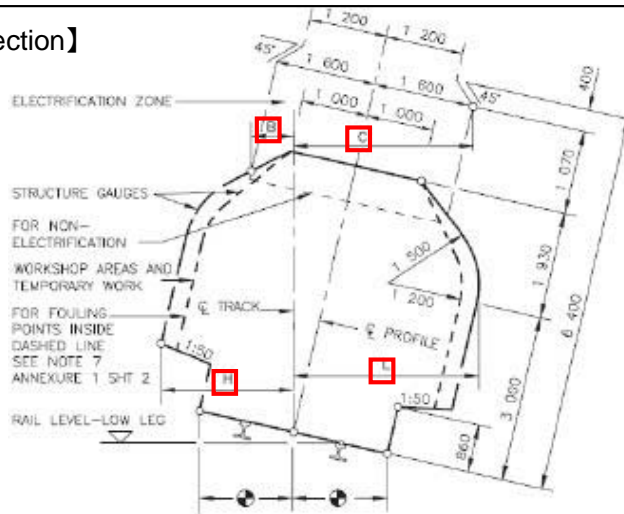 ection】
1 200
1 200
45°
45°
1 600
1 600
400
1 000
1 000
ELECTRIFICATION ZONE
B
C
1 070
STRUCTURE GAUGES
FOR NON-
ELECTRIFICATION
1 500
1 930
WORKSHOP AREAS AND
TEMPORARY WORK
1 200
6 400
℄ TRACK
℄ PROFILE
FOR FOULING
POINTS INSIDE
DASHED LINE
SEE NOTE 7
ANNEXURE 1 SHT 2
1:50
H
L
3 000
1:50
RAIL LEVEL-LOW LEG
860